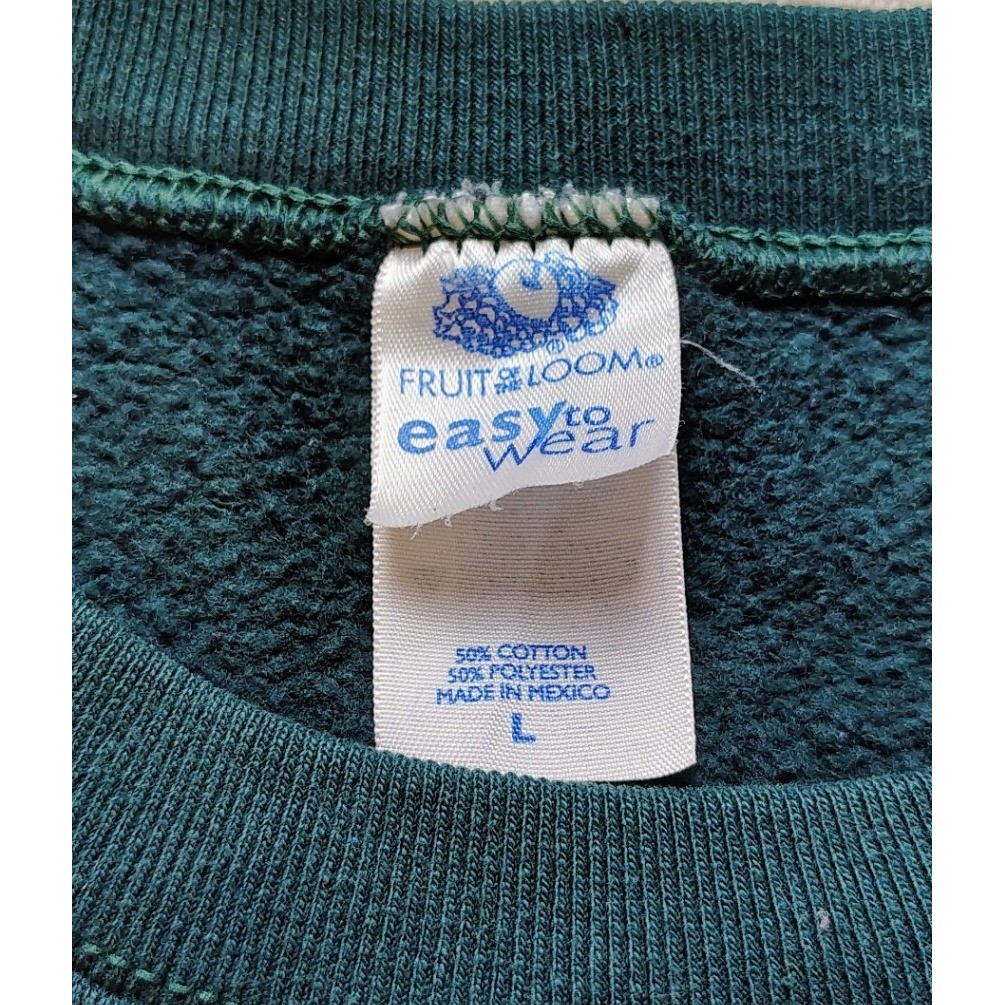 ®
FRUIT OF THE LOOM®
easy to
wear
50% COTTON
50% POLYESTER
MADE IN MEXICO
L